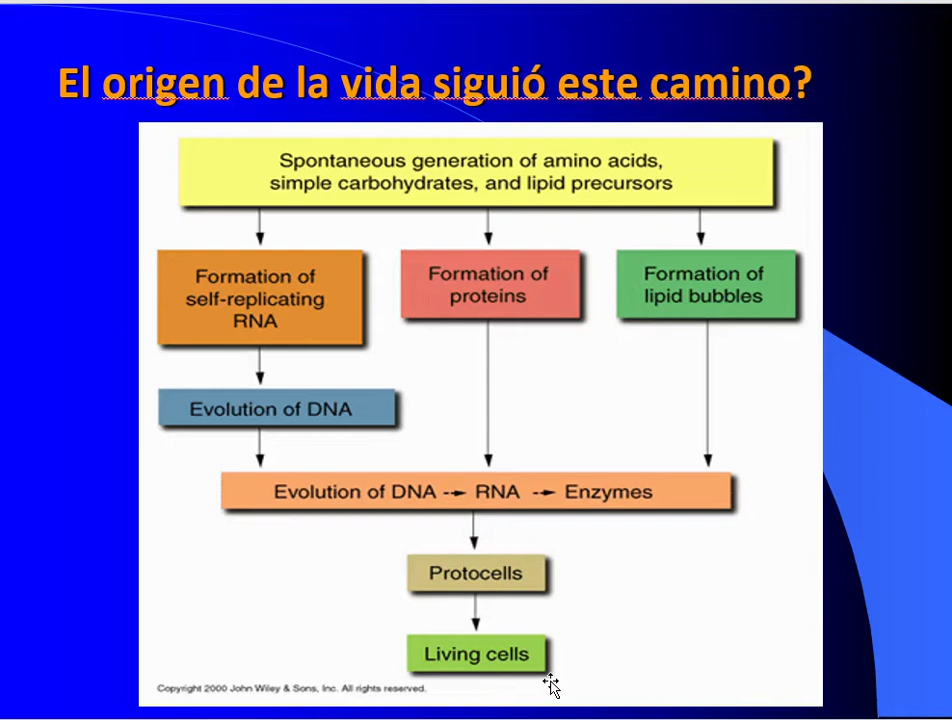 El origen de la vida siguió este camino?
Spontaneous generation of amino acids,
simple carbohydrates, and lipid precursors
Formation of
self-replicating
RNA
Formation of
proteins
Formation of
lipid bubbles
Evolution of DNA
Evolution of DNA --► RNA --► Enzymes
Protocells
Living cells
Copyright 2000 John Wiley & Sons, Inc. All rights reserved.